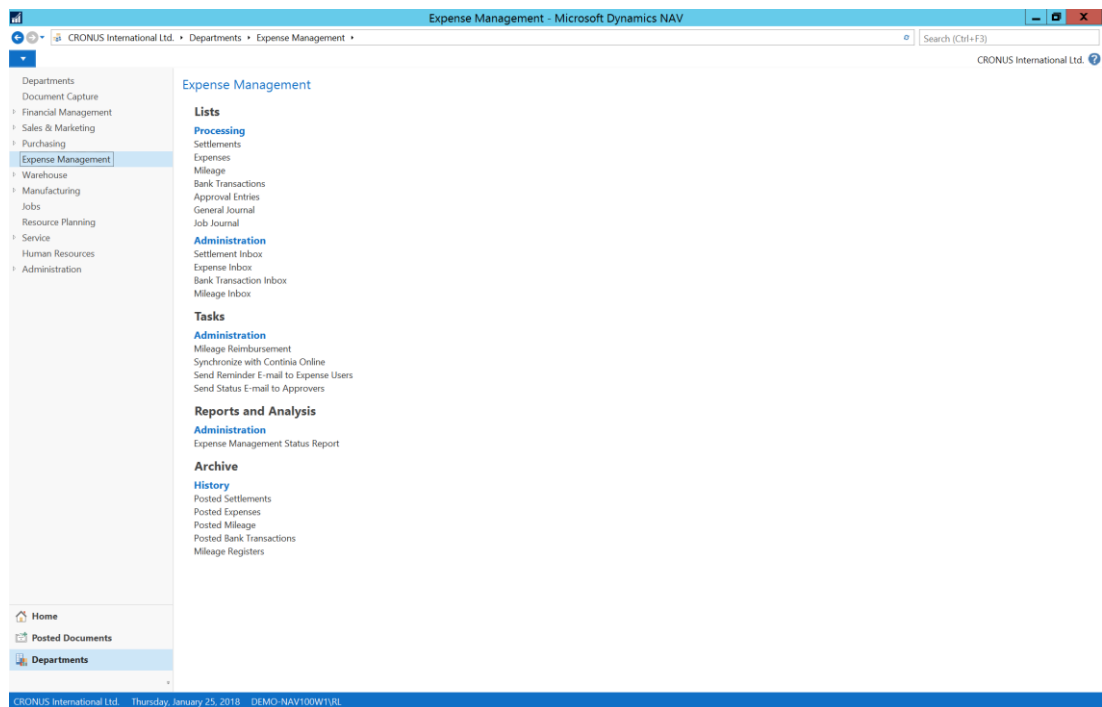 Expense Management - Microsoft Dynamics NAV
CRONUS International Ltd. Departments Expense Management
Search (Ctrl+F3)
CRONUS International Ltd.
Departments
Document Capture
Financial Management
Sales & Marketing
Purchasing
Expense Management
Warehouse
Manufacturing
Jobs
Resource Planning
Service
Human Resources
Administration
Expense Management
Lists
Processing
Settlements
Expenses
Mileage
Bank Transactions
Approval Entries
General Journal
Job Journal
Administration
Settlement Inbox
Expense Inbox
Bank Transaction Inbox
Mileage Inbox
Tasks
Administration
Mileage Reimbursement
Synchronize with Continia Online
Send Reminder E-mail to Expense Users
Send Status E-mail to Approvers
Reports and Analysis
Administration
Expense Management Status Report
Archive
History
Posted Settlements
Posted Expenses
Posted Mileage
Posted Bank Transactions
Mileage Registers
Home
Posted Documents
Departments
CRONUS International Ltd. Thursday, January 25, 2018 DEMO-NAV100W1\RL